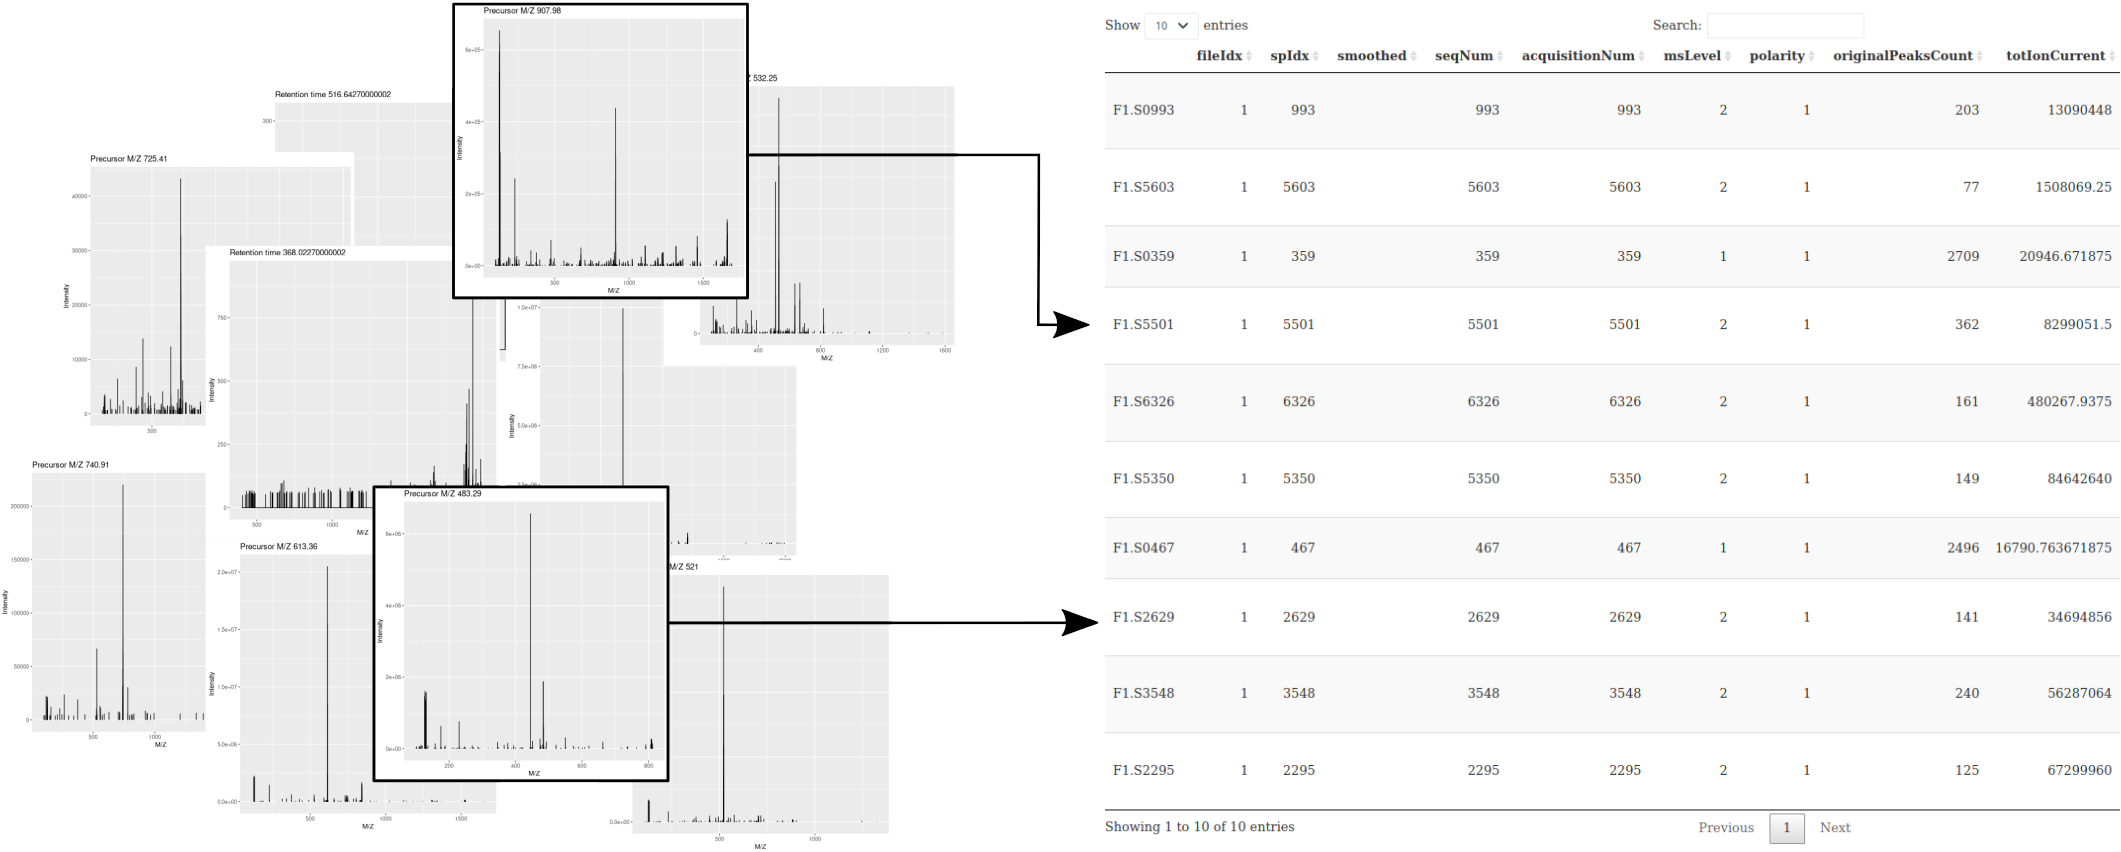 Precursor M/Z 907.98
6e+05
4e+05
2e+05
0e+00
Intensity
500 1000 1500
M/Z
Z 532.25
0
400 800 1200 1600
M/Z
Retention time 516.64270000002
300
Precursor M/Z 725.41
40000
30000
20000
10000
0
Intensity
500
Retention time 368.02270000002
750
500
250
0
Intensity
500 1000
M/Z
1.0e+07
7.5e+06
5.0e+06
Intensity
Precursor M/Z 740.91
200000
150000
100000
50000
0
Intensity
500 1000
M/Z
Precursor M/Z 613.36
2.0e+07
1.5e+07
1.0e+07
5.0e+06
0.0e+00
Intensity
500 1000 1500
M/Z
Precursor M/Z 483.29
6e+06
4e+06
2e+06
0e+00
Intensity
200 400 600 800
M/Z
M/Z 521
0.0e+00
500 1000
M/Z
Show 10 entries Search:
fileIdx spIdx smoothed seqNum acquisitionNum msLevel polarity originalPeaksCount totIonCurrent
F1.S0993 1 993 993 993 2 1 203 13090448
F1.S5603 1 5603 5603 5603 2 1 77 1508069.25
F1.S0359 1 359 359 359 1 1 2709 20946.671875
F1.S5501 1 5501 5501 5501 2 1 362 8299051.5
F1.S6326 1 6326 6326 6326 2 1 161 480267.9375
F1.S5350 1 5350 5350 5350 2 1 149 84642640
F1.S0467 1 467 467 467 1 1 2496 16790.763671875
F1.S2629 1 2629 2629 2629 2 1 141 34694856
F1.S3548 1 3548 3548 3548 2 1 240 56287064
F1.S2295 1 2295 2295 2295 2 1 125 67299960
Showing 1 to 10 of 10 entries Previous 1 Next